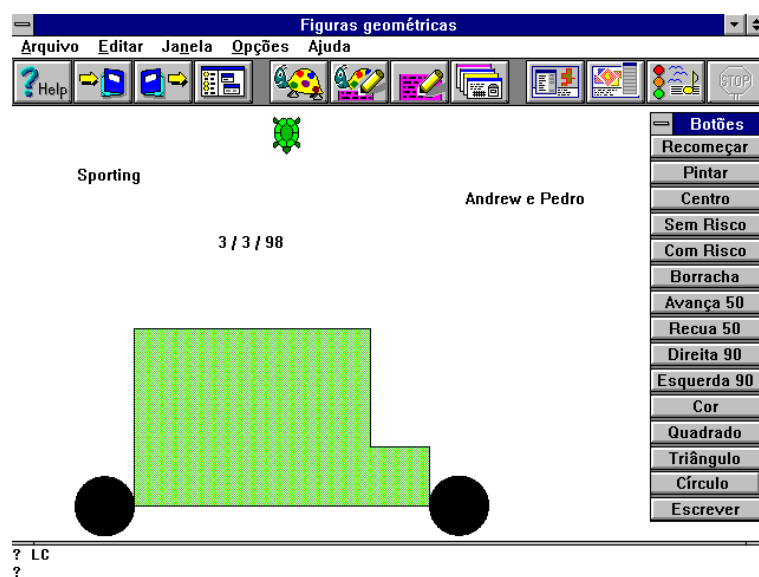 Figuras geométricas
Arquivo Editar Janela Opções Ajuda
?Help
STOP
Botões
Recomeçar
Pintar
Centro
Sem Risco
Com Risco
Borracha
Avança 50
Recua 50
Direita 90
Esquerda 90
Cor
Quadrado
Triângulo
Círculo
Escrever
Sporting
Andrew e Pedro
3 / 3 / 98
? LC
?